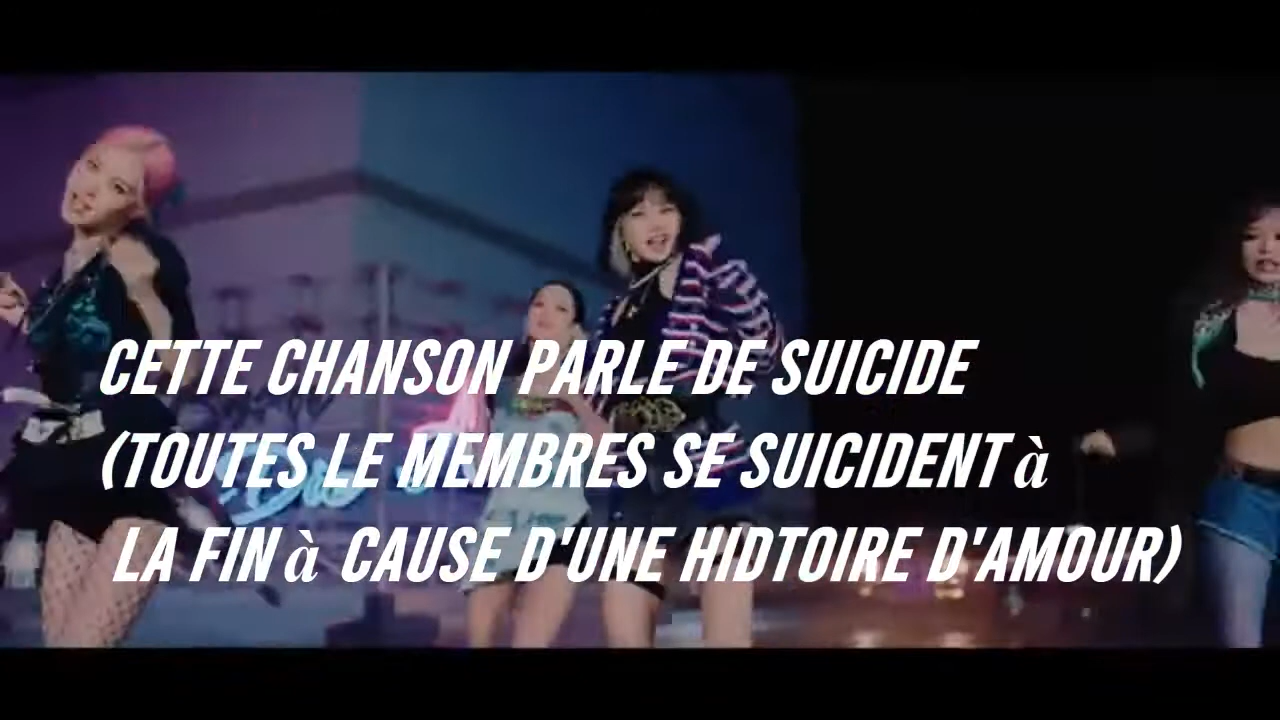 CETTE CHANSON PARLE DE SUICIDE
(TOUTES LE MEMBRES SE SUICIDENT à
LA FIN à CAUSE D'UNE HIDTOIRE D'AMOUR)